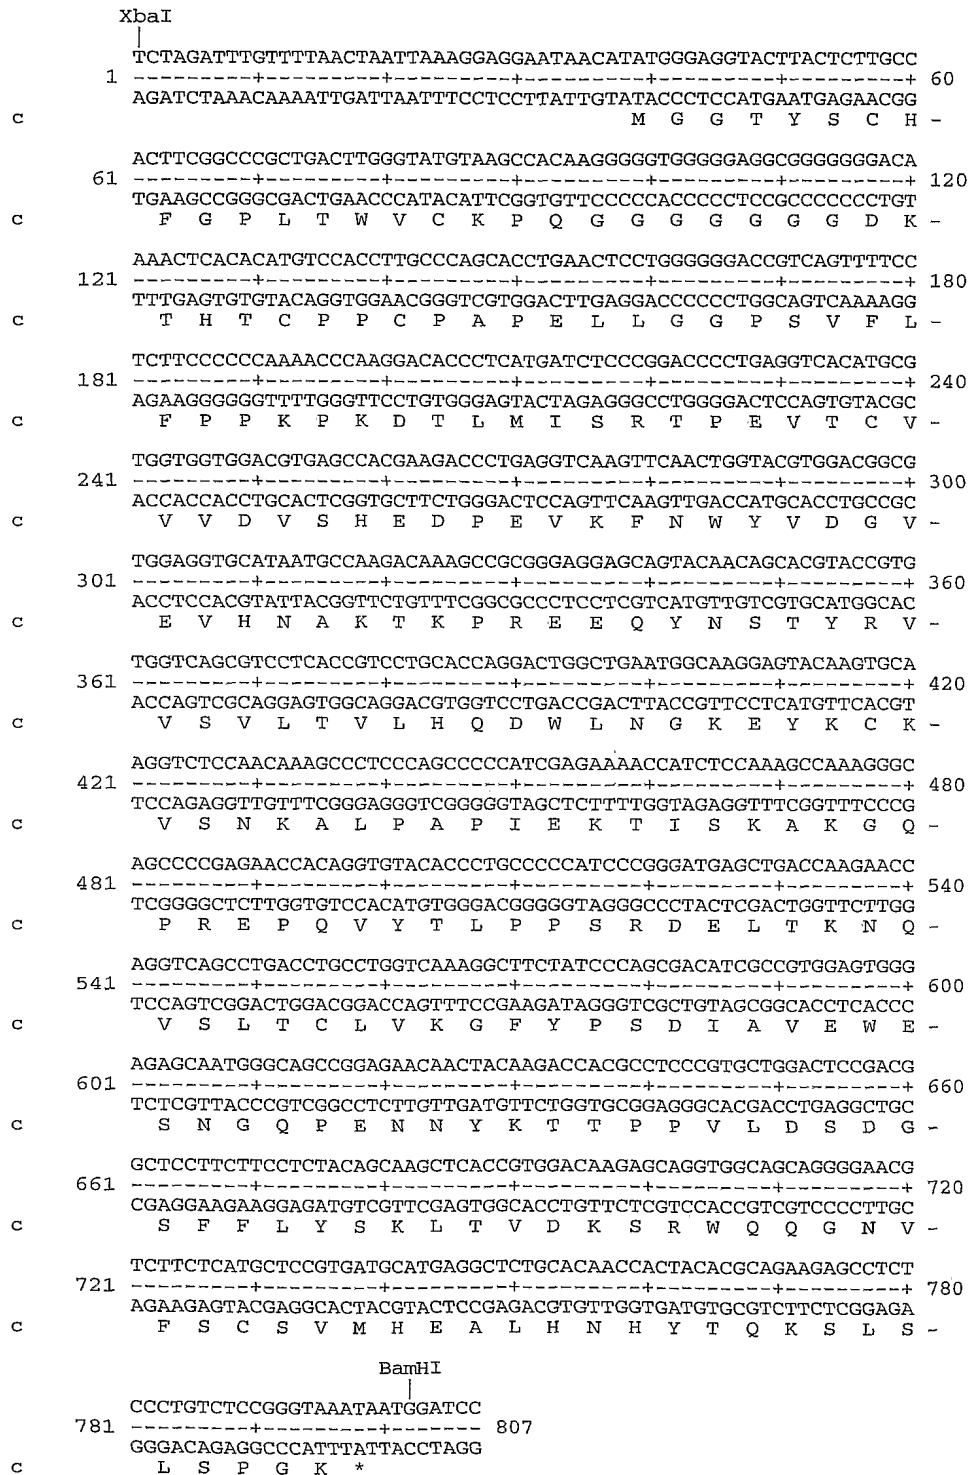 XbaI
|
TCTAGATTTGTTTTAACTAATTAAAGGAGGAATAACATATGGGAGGTACTTACTCTTGCC
1 ---------+---------+---------+---------+---------+---------+ 60
AGATCTAAACAAAATTGATTAATTTCCTCCTTATTGTATACCCTCCATGAATGAGAACGG
c M G G T Y S C H -
ACTTCGGCCCGCTGACTTGGGTATGTAAGCCACAAGGGGGTGGGGGAGGCGGGGGGGACA
61 ---------+---------+---------+---------+---------+---------+ 120
TGAAGCCGGGCGACTGAACCCATACATTCGGTGTTCCCCCACCCCCTCCGCCCCCCCTGT
c F G P L T W V C K P Q G G G G G G G D K -
AAACTCACACATGTCCACCTTGCCCAGCACCTGAACTCCTGGGGGGACCGTCAGTTTTCC
121 ---------+---------+---------+---------+---------+---------+ 180
TTTGAGTGTGTACAGGTGGAACGGGTCGTGGACTTGAGGACCCCCCTGGCAGTCAAAAGG
c T H T C P P C P A P E L L G G P S V F L -
TCTTCCCCCCAAAACCCAAGGACACCCTCATGATCTCCCGGACCCCTGAGGTCACATGCG
181 ---------+---------+---------+---------+---------+---------+ 240
AGAAGGGGGGTTTTGGGTTCCTGTGGGAGTACTAGAGGGCCTGGGGACTCCAGTGTACGC
c F P P K P K D T L M I S R T P E V T C V -
TGGTGGTGGACGTGAGCCACGAAGACCCTGAGGTCAAGTTCAACTGGTACGTGGACGGCG
241 ---------+---------+---------+---------+---------+---------+ 300
ACCACCACCTGCACTCGGTGCTTCTGGGACTCCAGTTCAAGTTGACCATGCACCTGCCGC
c V V D V S H E D P E V K F N W Y V D G V -
TGGAGGTGCATAATGCCAAGACAAAGCCGCGGGAGGAGCAGTACAACAGCACGTACCGTG
301 ---------+---------+---------+---------+---------+---------+ 360
ACCTCCACGTATTACGGTTCTGTTTCGGCGCCCTCCTCGTCATGTTGTCGTGCATGGCAC
c E V H N A K T K P R E E Q Y N S T Y R V -
TGGTCAGCGTCCTCACCGTCCTGCACCAGGACTGGCTGAATGGCAAGGAGTACAAGTGCA
361 ---------+---------+---------+---------+---------+---------+ 420
ACCAGTCGCAGGAGTGGCAGGACGTGGTCCTGACCGACTTACCGTTCCTCATGTTCACGT
c V S V L T V L H Q D W L N G K E Y K C K -
AGGTCTCCAACAAAGCCCTCCCAGCCCCCATCGAGAAAACCATCTCCAAAGCCAAAGGGC
421 ---------+---------+---------+---------+---------+---------+ 480
TCCAGAGGTTGTTTCGGGAGGGTCGGGGGTAGCTCTTTTGGTAGAGGTTTCGGTTTCCCG
c V S N K A L P A P I E K T I S K A K G Q -
AGCCCCGAGAACCACAGGTGTACACCCTGCCCCCATCCCGGGATGAGCTGACCAAGAACC
481 ---------+---------+---------+---------+---------+---------+ 540
TCGGGGCTCTTGGTGTCCACATGTGGGACGGGGGTAGGGCCCTACTCGACTGGTTCTTGG
c P R E P Q V Y T L P P S R D E L T K N Q -
AGGTCAGCCTGACCTGCCTGGTCAAAGGCTTCTATCCCAGCGACATCGCCGTGGAGTGGG
541 ---------+---------+---------+---------+---------+---------+ 600
TCCAGTCGGACTGGACGGACCAGTTTCCGAAGATAGGGTCGCTGTAGCGGCACCTCACCC
c V S L T C L V K G F Y P S D I A V E W E -
AGAGCAATGGGCAGCCGGAGAACAACTACAAGACCACGCCTCCCGTGCTGGACTCCGACG
601 ---------+---------+---------+---------+---------+---------+ 660
TCTCGTTACCCGTCGGCCTCTTGTTGATGTTCTGGTGCGGAGGGCACGACCTGAGGCTGC
c S N G Q P E N N Y K T T P P V L D S D G -
GCTCCTTCTTCCTCTACAGCAAGCTCACCGTGGACAAGAGCAGGTGGCAGCAGGGGAACG
661 ---------+---------+---------+---------+---------+---------+ 720
CGAGGAAGAAGGAGATGTCGTTCGAGTGGCACCTGTTCTCGTCCACCGTCGTCCCCTTGC
c S F F L Y S K L T V D K S R W Q Q G N V -
TCTTCTCATGCTCCGTGATGCATGAGGCTCTGCACAACCACTACACGCAGAAGAGCCTCT
721 ---------+---------+---------+---------+---------+---------+ 780
AGAAGAGTACGAGGCACTACGTACTCCGAGACGTGTTGGTGATGTGCGTCTTCTCGGAGA
c F S C S V M H E A L H N H Y T Q K S L S -
BamHI
|
CCCTGTCTCCGGGTAAATAATGGATCC
781 ---------+---------+------- 807
GGGACAGAGGCCCATTTATTACCTAGG
c L S P G K *